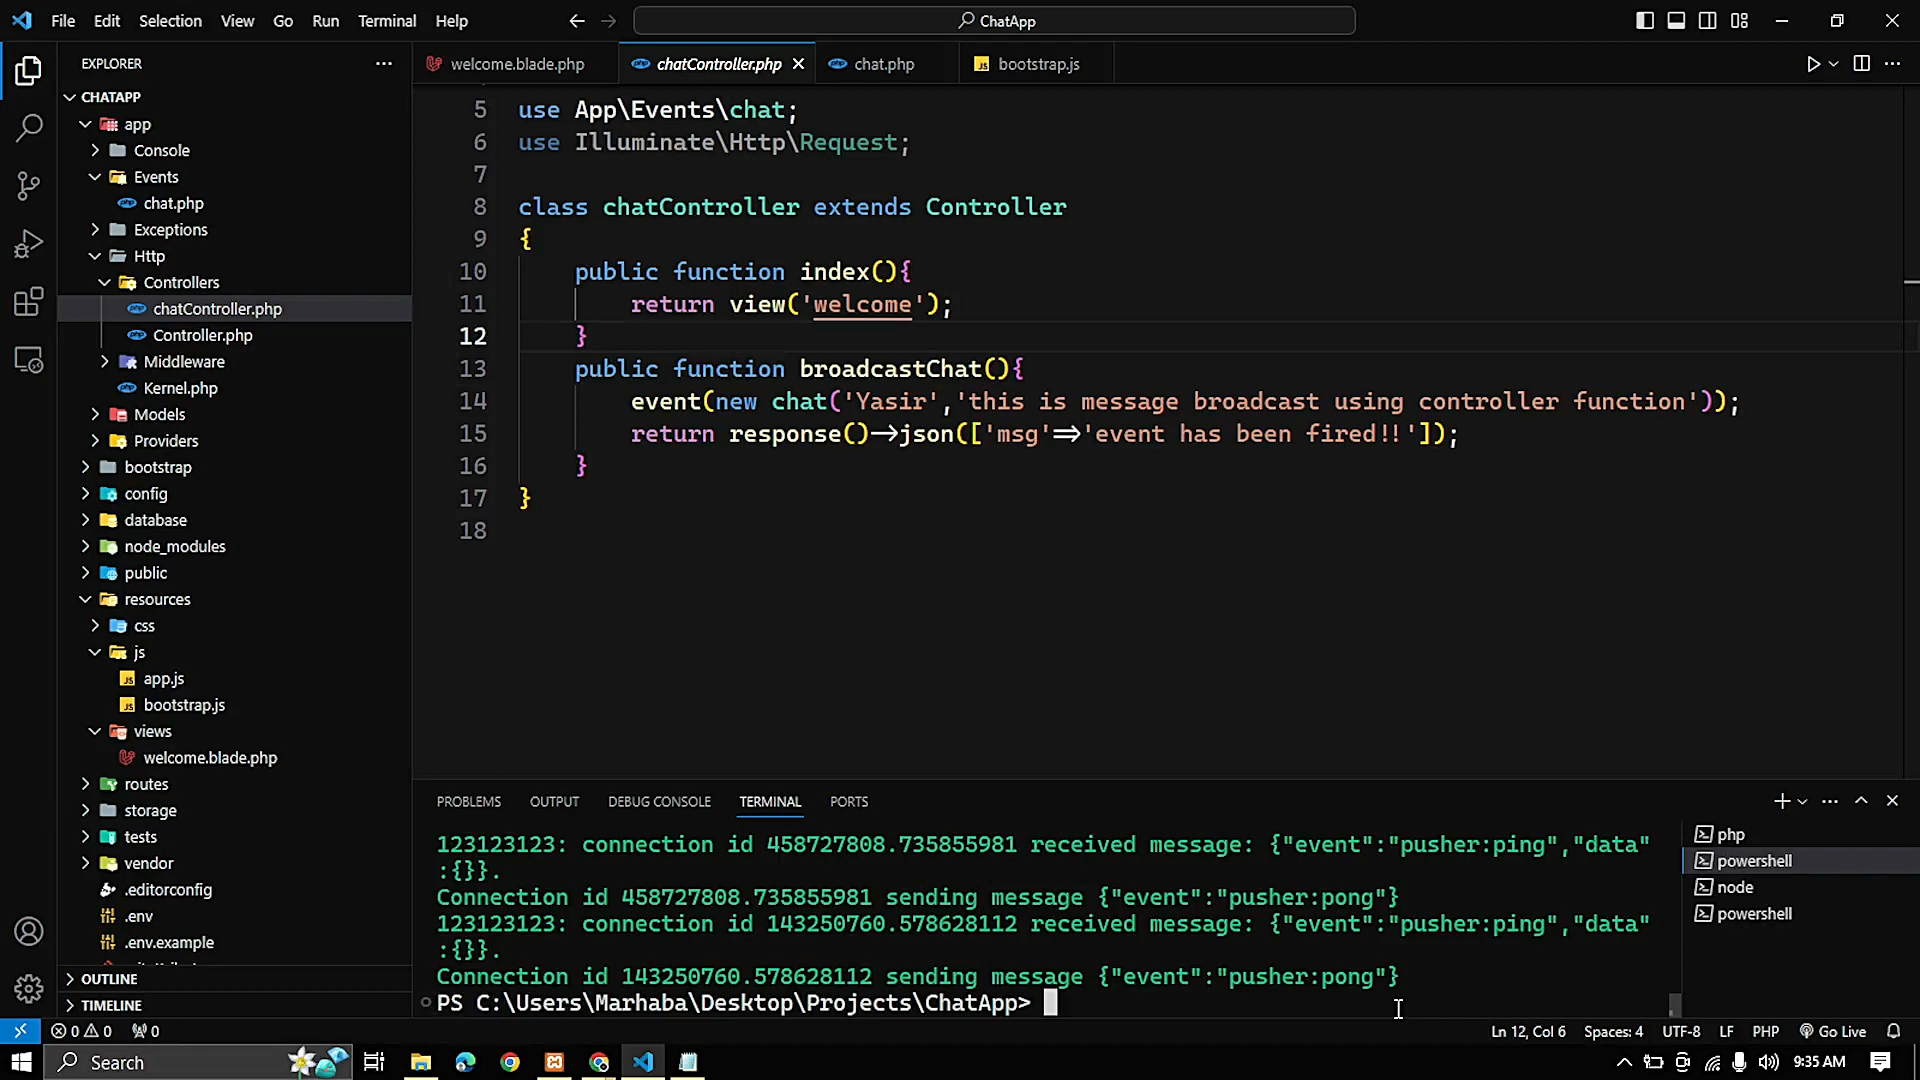 File Edit Selection View Go Run Terminal Help
ChatApp
EXPLORER
welcome.blade.php chatController.php chat.php bootstrap.js
CHATAPP
app
Console
Events
chat.php
Exceptions
Http
Controllers
chatController.php
Controller.php
Middleware
Kernel.php
Models
Providers
bootstrap
config
database
node_modules
public
resources
css
js
app.js
bootstrap.js
views
welcome.blade.php
routes
storage
tests
vendor
.editorconfig
.env
.env.example
OUTLINE
TIMELINE
5 use App\Events\chat;
6 use Illuminate\Http\Request;
7
8 class chatController extends Controller
9 {
10 public function index(){
11 return view('welcome');
12 }
13 public function broadcastChat(){
14 event(new chat('Yasir','this is message broadcast using controller function'));
15 return response()->json(['msg'=>'event has been fired!!']);
16 }
17 }
18
PROBLEMS OUTPUT DEBUG CONSOLE TERMINAL PORTS
123123123: connection id 458727808.735855981 received message: {"event":"pusher:ping","data"
:{}}.
Connection id 458727808.735855981 sending message {"event":"pusher:pong"}
123123123: connection id 143250760.578628112 received message: {"event":"pusher:ping","data"
:{}}.
Connection id 143250760.578628112 sending message {"event":"pusher:pong"}
PS C:\Users\Marhaba\Desktop\Projects\ChatApp>
php
powershell
node
powershell
0 0 0
Ln 12, Col 6 Spaces: 4 UTF-8 LF PHP Go Live
Search
9:35 AM